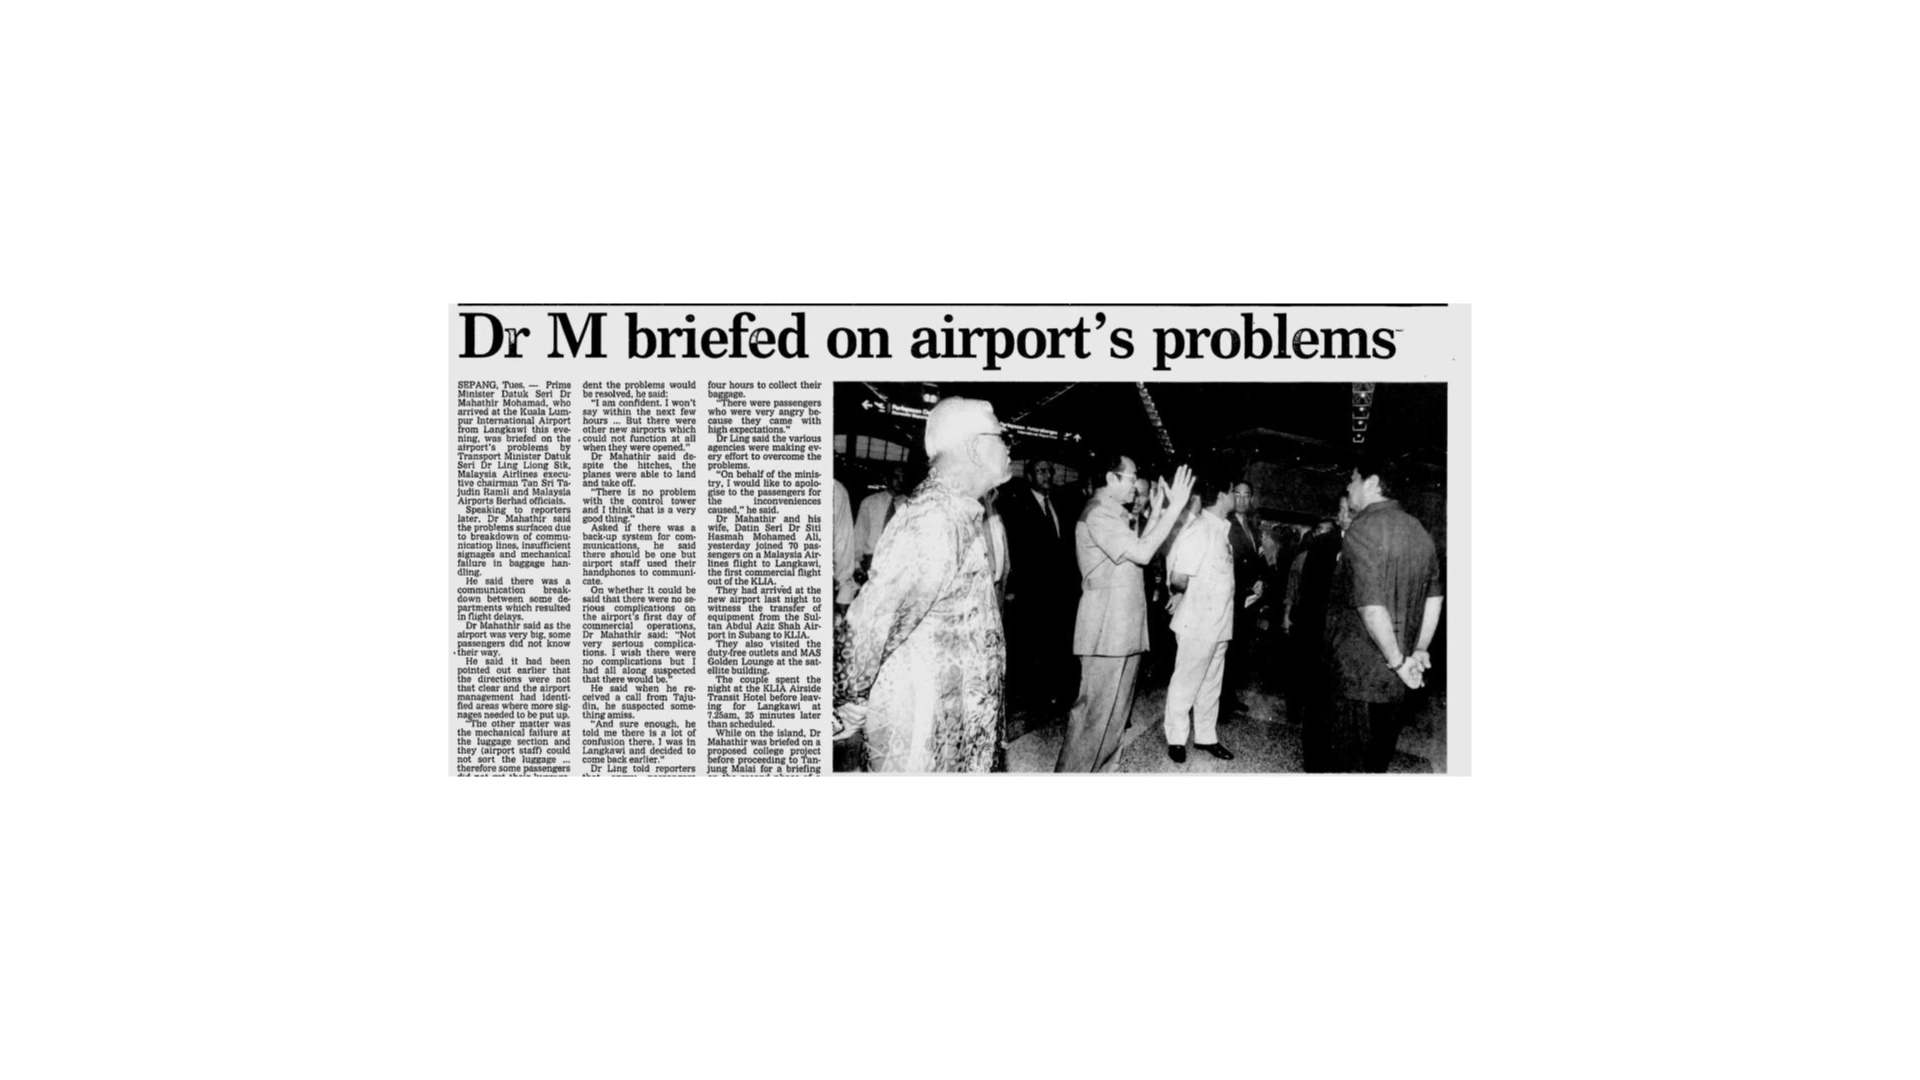 Dr M briefed on airport's problems
SEPANG, Tues. — Prime
Minister Datuk Seri Dr
Mahathir Mohamad, who
arrived at the Kuala Lum-
pur International Airport
from Langkawi this eve-
ning, was briefed on the
airport's problems by
Transport Minister Datuk
Seri Dr Ling Liong Sik,
Malaysia Airlines execu-
tive chairman Tan Sri Ta-
judin Ramli and Malaysia
Airports Berhad officials.
Speaking to reporters
later, Dr Mahathir said
the problems surfaced due
to breakdown of commu-
nication lines, insufficient
signages and mechanical
failure in baggage han-
dling.
He said there was a
communication break-
down between some de-
partments which resulted
in flight delays.
Dr Mahathir said as the
airport was very big, some
passengers did not know
their way.
He said it had been
pointed out earlier that
the directions were not
that clear and the airport
management had identi-
fied areas where more sig-
nages needed to be put up.
"The other matter was
the mechanical failure at
the luggage section and
they (airport staff) could
not sort the luggage ...
therefore some passengers
dent the problems would
be resolved, he said:
"I am confident. I won't
say within the next few
hours ... But there were
other new airports which
could not function at all
when they were opened."
Dr Mahathir said de-
spite the hitches, the
planes were able to land
and take off.
"There is no problem
with the control tower
and I think that is a very
good thing."
Asked if there was a
back-up system for com-
munications, he said
there should be one but
airport staff used their
handphones to communi-
cate.
On whether it could be
said that there were no se-
rious complications on
the airport's first day of
commercial operations,
Dr Mahathir said: "Not
very serious complica-
tions. I wish there were
no complications but I
had all along suspected
that there would be."
He said when he re-
ceived a call from Taju-
din, he suspected some-
thing amiss.
"And sure enough, he
told me there is a lot of
confusion there. I was in
Langkawi and decided to
come back earlier."
Dr Ling told reporters
four hours to collect their
baggage.
"There were passengers
who were very angry be-
cause they came with
high expectations."
Dr Ling said the various
agencies were making ev-
ery effort to overcome the
problems.
"On behalf of the minis-
try, I would like to apolo-
gise to the passengers for
the inconveniences
caused," he said.
Dr Mahathir and his
wife, Datin Seri Dr Siti
Hasmah Mohamed Ali,
yesterday joined 70 pas-
sengers on a Malaysia Air-
lines flight to Langkawi,
the first commercial flight
out of the KLIA.
They had arrived at the
new airport last night to
witness the transfer of
equipment from the Sul-
tan Abdul Aziz Shah Air-
port in Subang to KLIA.
They also visited the
duty-free outlets and MAS
Golden Lounge at the sat-
ellite building.
The couple spent the
night at the KLIA Airside
Transit Hotel before leav-
ing for Langkawi at
7.25am, 25 minutes later
than scheduled.
While on the island, Dr
Mahathir was briefed on a
proposed college project
before proceeding to Tan-
jung Malai for a briefing